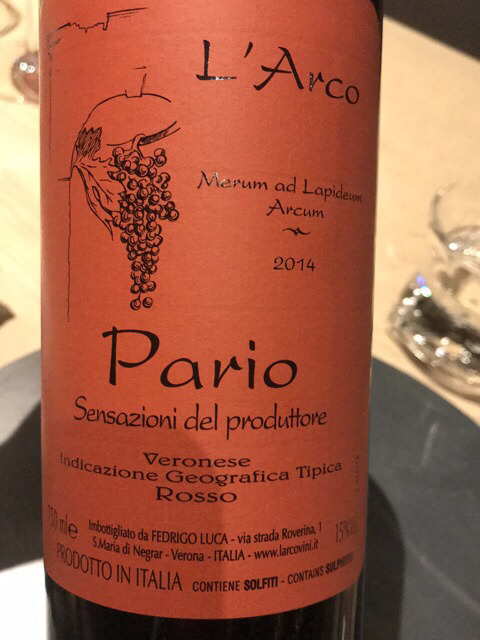 L'Arco
Merum ad Lapideum
Arcum
2014
Pario
Sensazioni del produttore
Veronese
Indicazione Geografica Tipica
Rosso
750 ml e
Imbottigliato da FEDRIGO LUCA - via strada Roverina, 1
S.Maria di Negrar - Verona - ITALIA - www.larcovini.it
15% vol.
PRODOTTO IN ITALIA
CONTIENE SOLFITI - CONTAINS SULPHITES